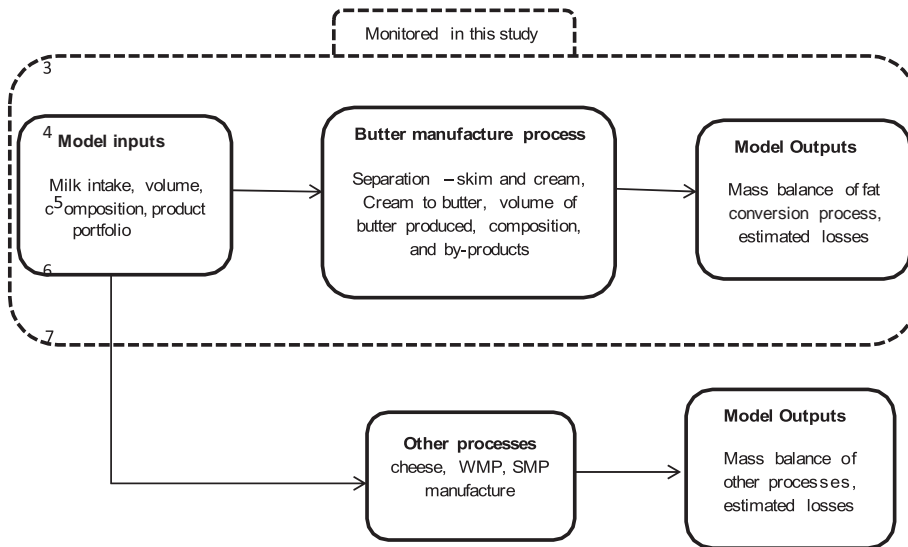 Monitored in this study
3
4
Model inputs
Milk intake, volume,
c5omposition, product
portfolio
6
7
Butter manufacture process
Separation – skim and cream,
Cream to butter, volume of
butter produced, composition,
and by-products
Model Outputs
Mass balance of fat
conversion process,
estimated losses
Other processes
cheese, WMP, SMP
manufacture
Model Outputs
Mass balance of
other processes,
estimated losses